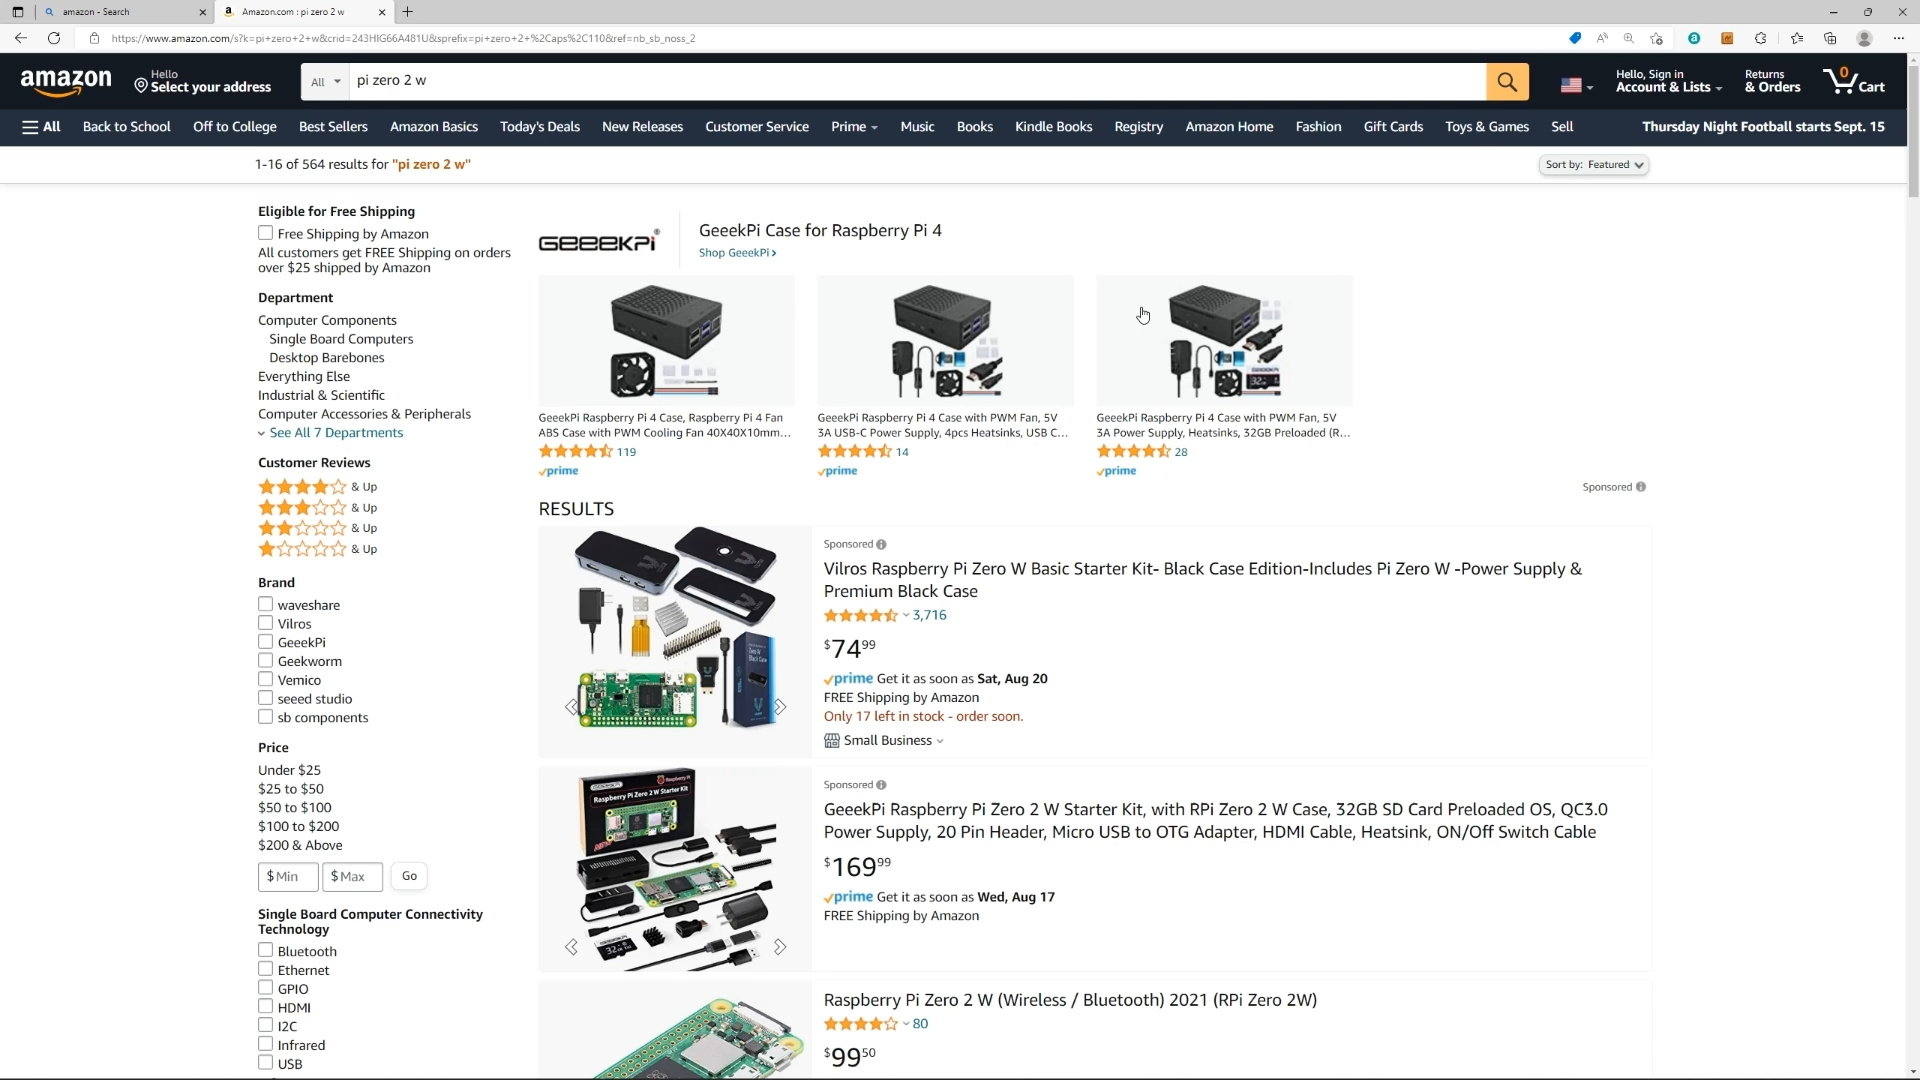 amazon - Search
Amazon.com : pi zero 2 w
https://www.amazon.com/s?k=pi+zero+2+w&crid=243HIG66A481U&sprefix=pi+zero+2+%2Caps%2C110&ref=nb_sb_noss_2
amazon
Hello
Select your address
All
pi zero 2 w
Hello, Sign in
Account & Lists
Returns
& Orders
0
Cart
All
Back to School
Off to College
Best Sellers
Amazon Basics
Today's Deals
New Releases
Customer Service
Prime
Music
Books
Kindle Books
Registry
Amazon Home
Fashion
Gift Cards
Toys & Games
Sell
Thursday Night Football starts Sept. 15
1-16 of 564 results for "pi zero 2 w"
Sort by: Featured
Eligible for Free Shipping
Free Shipping by Amazon
All customers get FREE Shipping on orders
over $25 shipped by Amazon
Department
Computer Components
Single Board Computers
Desktop Barebones
Everything Else
Industrial & Scientific
Computer Accessories & Peripherals
See All 7 Departments
Customer Reviews
& Up
& Up
& Up
& Up
Brand
waveshare
Vilros
GeeekPi
Geekworm
Vemico
seeed studio
sb components
Price
Under $25
$25 to $50
$50 to $100
$100 to $200
$200 & Above
$ Min
$ Max
Go
Single Board Computer Connectivity
Technology
Bluetooth
Ethernet
GPIO
HDMI
I2C
Infrared
USB
GEEEKPI
GeeekPi Case for Raspberry Pi 4
Shop GeeekPi ›
GeeekPi Raspberry Pi 4 Case, Raspberry Pi 4 Fan
ABS Case with PWM Cooling Fan 40X40X10mm...
119
prime
GeeekPi Raspberry Pi 4 Case with PWM Fan, 5V
3A USB-C Power Supply, 4pcs Heatsinks, USB C...
14
prime
GeeekPi Raspberry Pi 4 Case with PWM Fan, 5V
3A Power Supply, Heatsinks, 32GB Preloaded (R...
28
prime
Sponsored
RESULTS
Sponsored
Vilros Raspberry Pi Zero W Basic Starter Kit- Black Case Edition-Includes Pi Zero W -Power Supply &
Premium Black Case
3,716
$74.99
prime Get it as soon as Sat, Aug 20
FREE Shipping by Amazon
Only 17 left in stock - order soon.
Small Business
Raspberry Pi Zero 2 W Starter Kit
Sponsored
GeeekPi Raspberry Pi Zero 2 W Starter Kit, with RPi Zero 2 W Case, 32GB SD Card Preloaded OS, QC3.0
Power Supply, 20 Pin Header, Micro USB to OTG Adapter, HDMI Cable, Heatsink, ON/Off Switch Cable
$169.99
prime Get it as soon as Wed, Aug 17
FREE Shipping by Amazon
Raspberry Pi Zero 2 W (Wireless / Bluetooth) 2021 (RPi Zero 2W)
80
$99.50